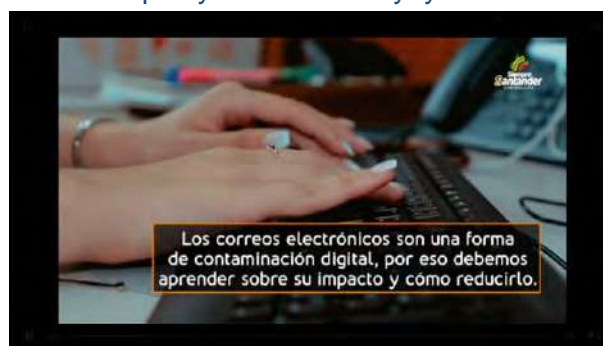 Siempre
Santander
Los correos electrónicos son una forma
de contaminación digital, por eso debemos
aprender sobre su impacto y cómo reducirlo.